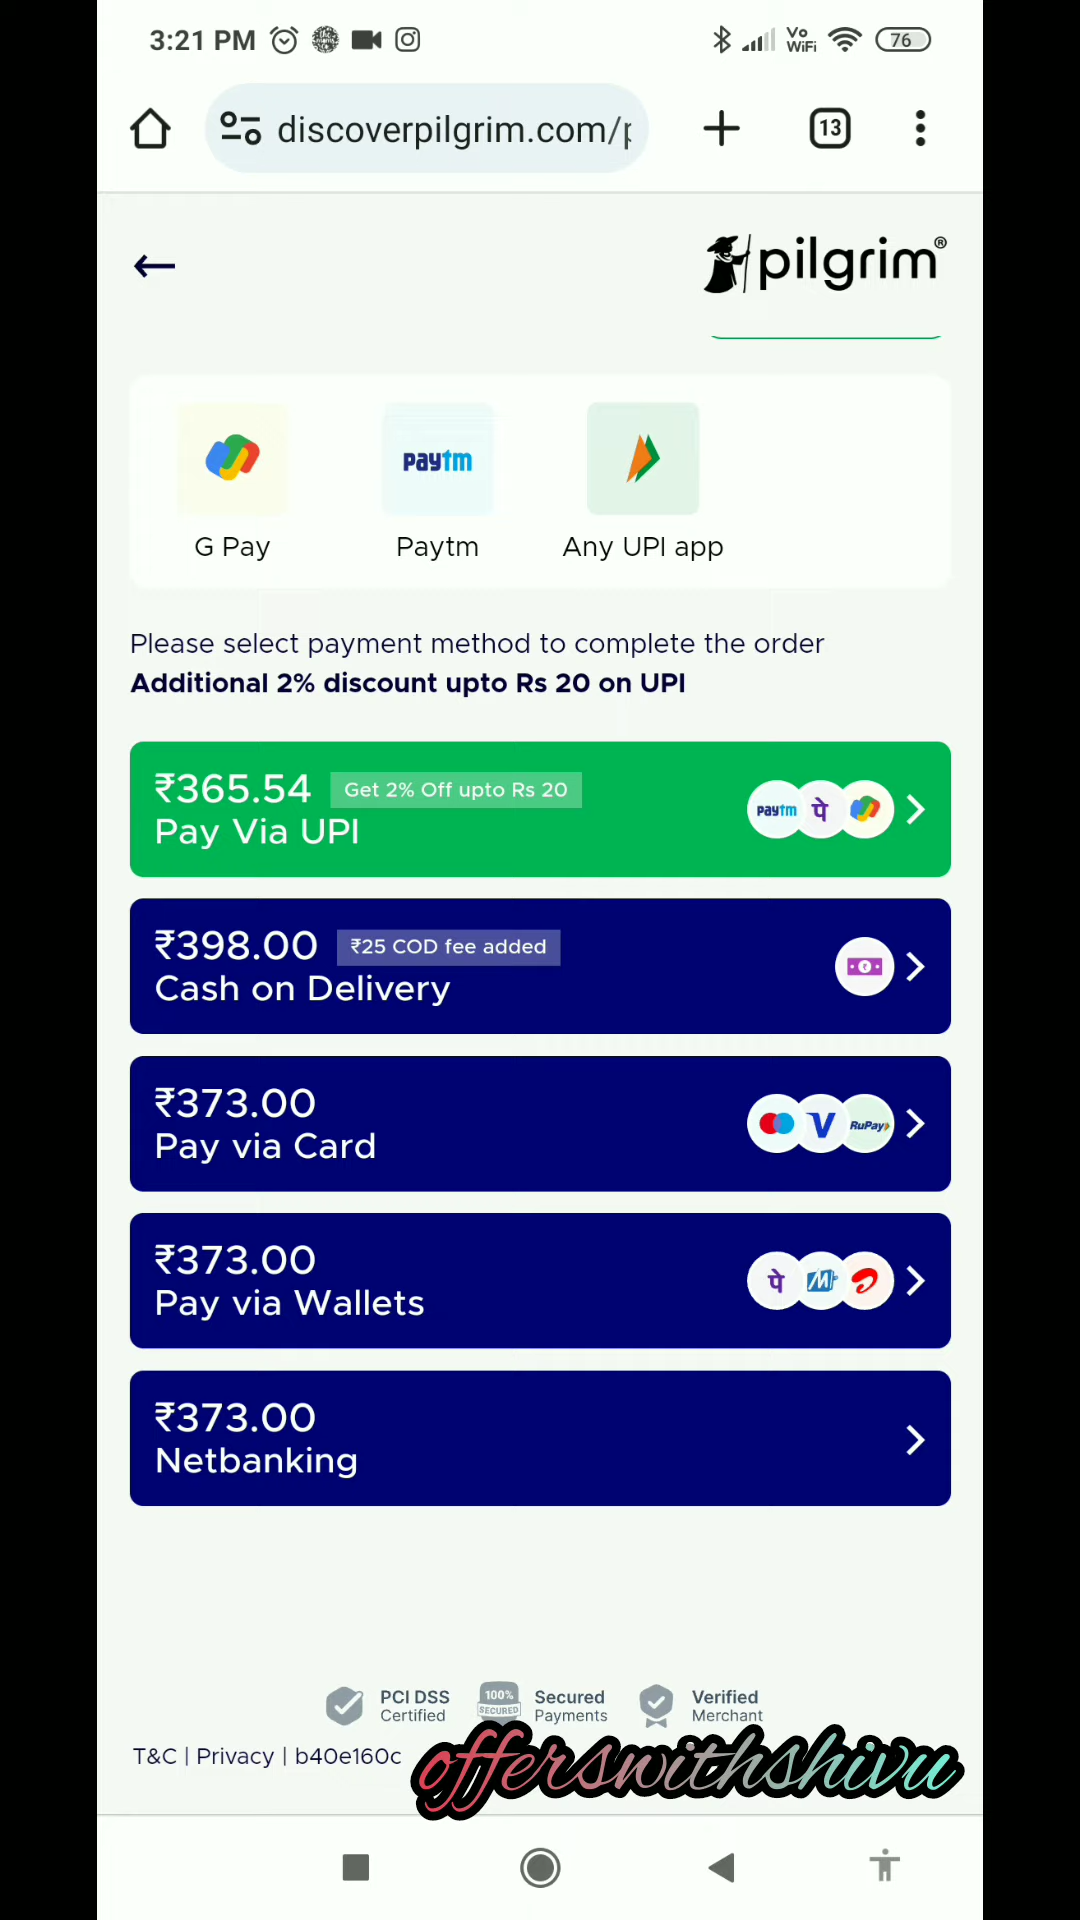 3:21 PM
Vo
WiFi
76
discoverpilgrim.com/p
13
pilgrim®
paytm
G Pay
Paytm
Any UPI app
Please select payment method to complete the order
Additional 2% discount upto Rs 20 on UPI
₹365.54
Get 2% Off upto Rs 20
paytm
पे
Pay Via UPI
₹398.00
₹25 COD fee added
Cash on Delivery
₹373.00
V
RuPay
Pay via Card
₹373.00
पे
M
Pay via Wallets
₹373.00
Netbanking
PCI DSS
Certified
100%
SECURED
Secured
Payments
Verified
Merchant
T&C | Privacy | b40e160c
offerswithshivu